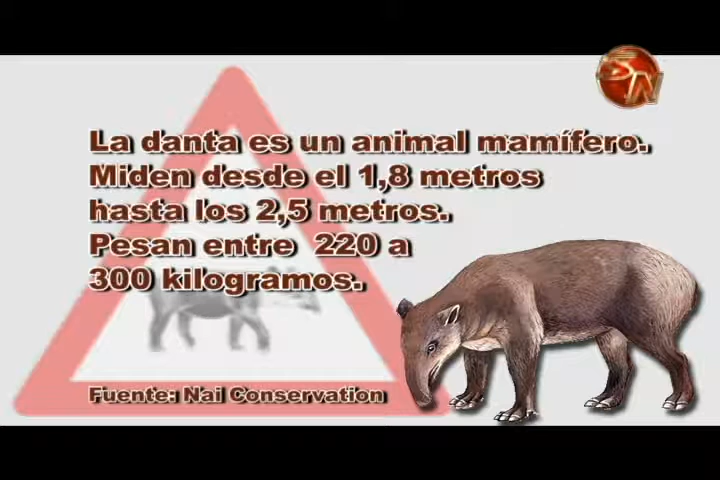 SN
La danta es un animal mamífero.
Miden desde el 1,8 metros
hasta los 2,5 metros.
Pesan entre 220 a
300 kilogramos.
Fuente: Nai Conservation